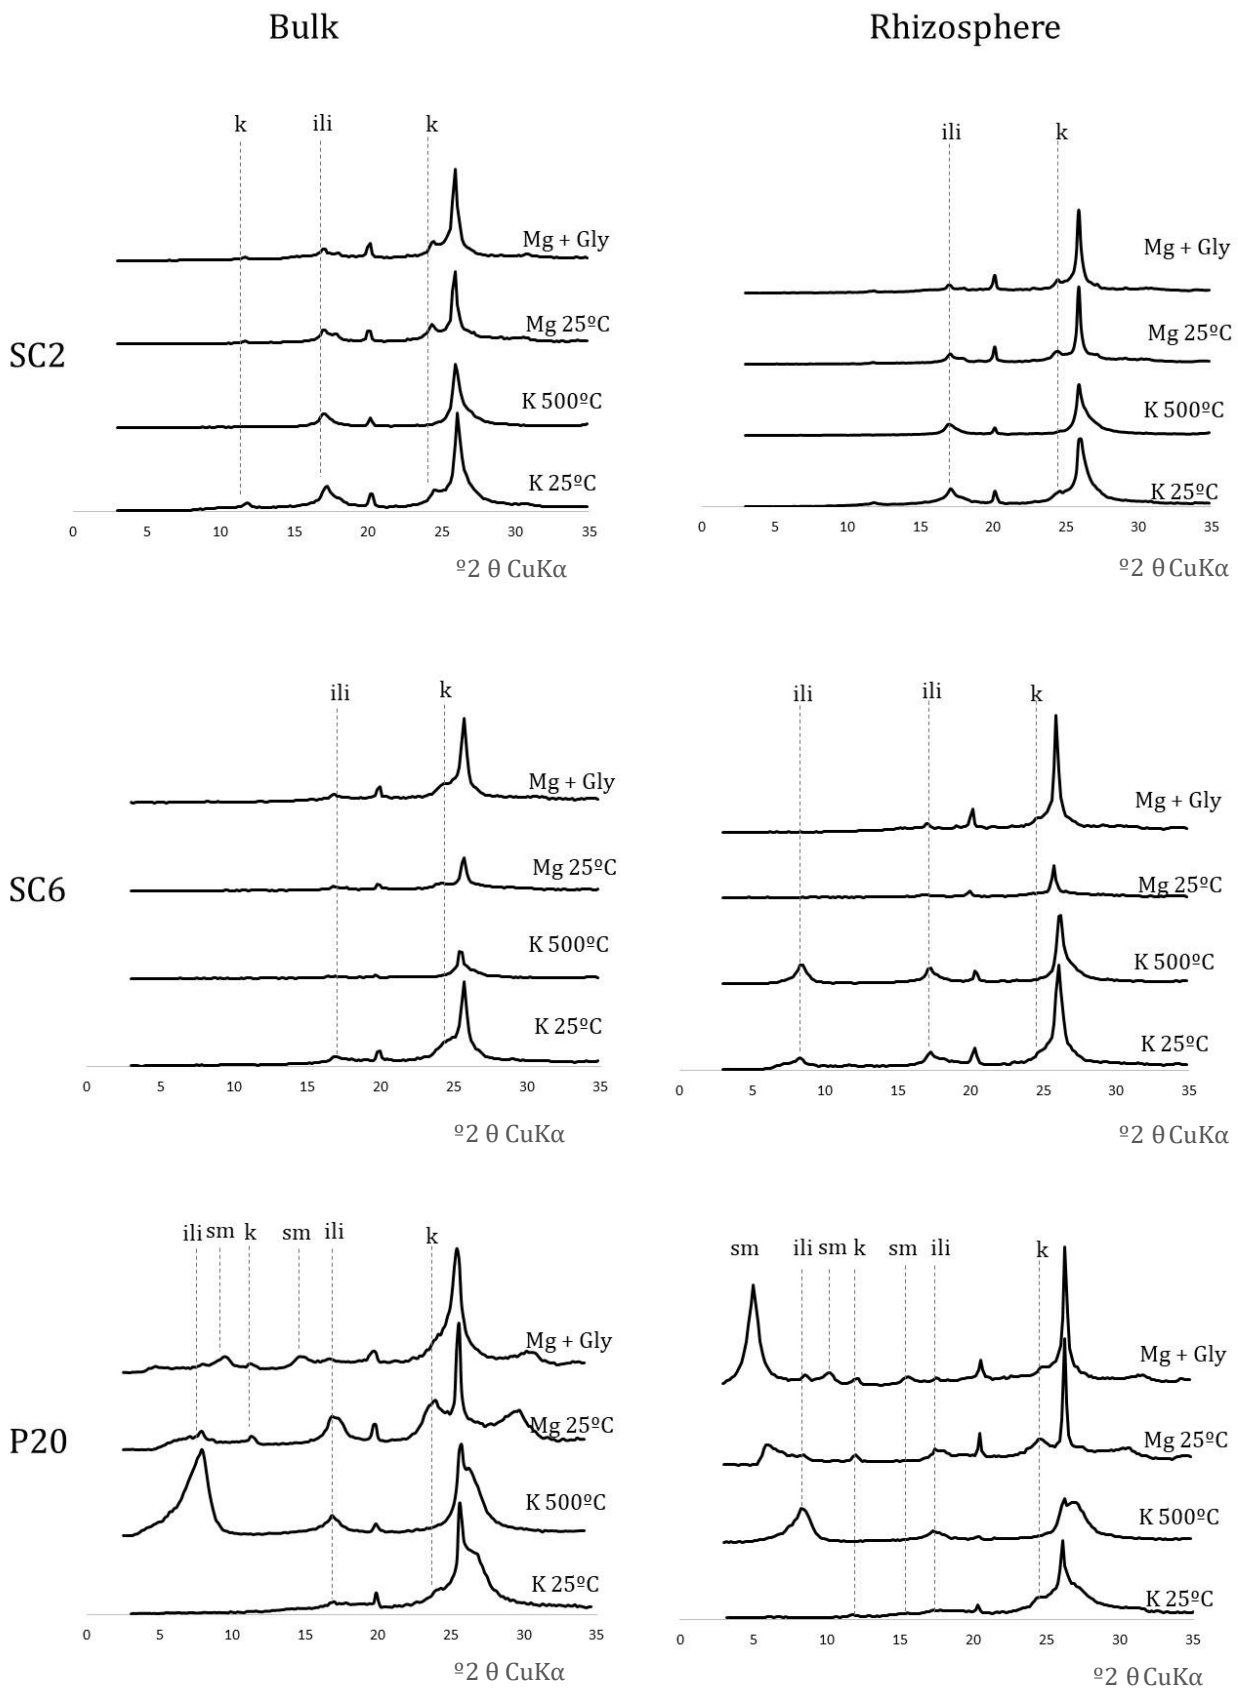 Bulk
Rhizosphere
k
ili
k
ili
k
Mg + Gly
Mg 25ºC
K 500ºC
K 25ºC
Mg + Gly
Mg 25ºC
K 500ºC
K 25ºC
SC2
0 5 10 15 20 25 30 35
0 5 10 15 20 25 30 35
º2 θ CuKα
º2 θ CuKα
ili
k
ili
ili
k
Mg + Gly
Mg 25ºC
K 500ºC
K 25ºC
Mg + Gly
Mg 25ºC
K 500ºC
K 25ºC
SC6
0 5 10 15 20 25 30 35
0 5 10 15 20 25 30 35
º2 θ CuKα
º2 θ CuKα
ili sm k sm ili k
sm ili sm k sm ili k
Mg + Gly
Mg 25ºC
K 500ºC
K 25ºC
Mg + Gly
Mg 25ºC
K 500ºC
K 25ºC
P20
0 5 10 15 20 25 30 35
0 5 10 15 20 25 30 35
º2 θ CuKα
º2 θ CuKα